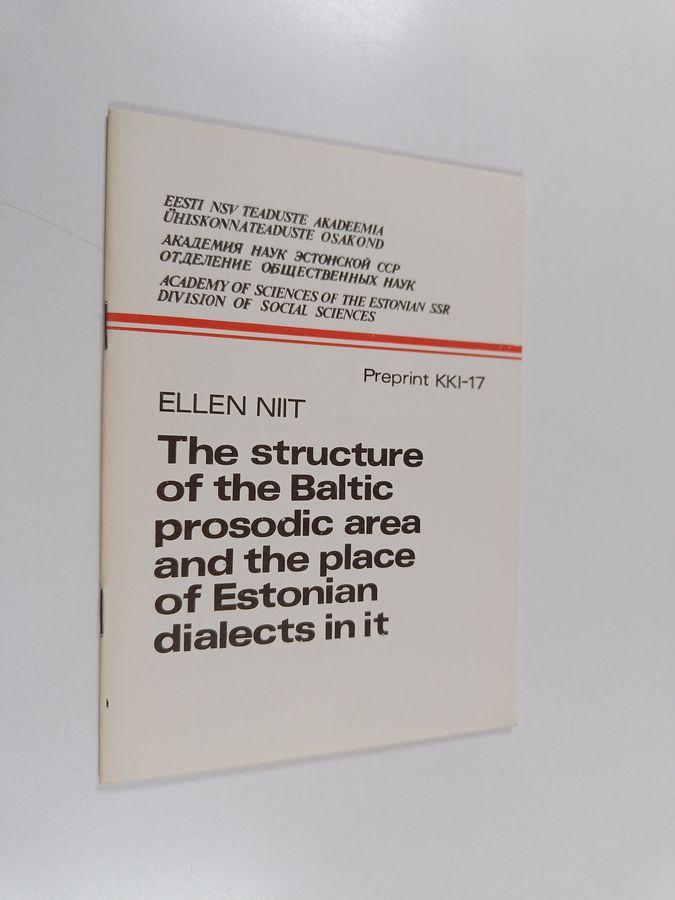 EESTI NSV TEADUSTE AKADEEMIA
ÜHISKONNATEADUSTE OSAKOND
АКАДЕМИЯ НАУК ЭСТОНСКОЙ ССР
ОТДЕЛЕНИЕ ОБЩЕСТВЕННЫХ НАУК
ACADEMY OF SCIENCES OF THE ESTONIAN SSR
DIVISION OF SOCIAL SCIENCES
Preprint KKI-17
ELLEN NIIT
The structure
of the Baltic
prosodic area
and the place
of Estonian
dialects in it